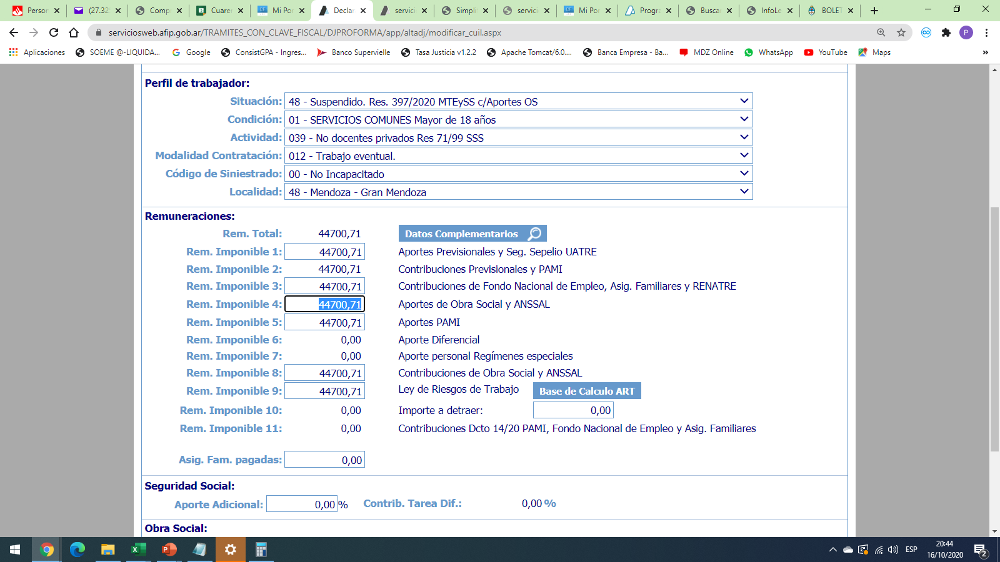 Person
(27.32
Comp
Cuarer
Mi Por
Declar
servici
Simpli
servici
Mi Por
Progra
Buscar
InfoLe
BOLET
serviciosweb.afip.gob.ar/TRAMITES_CON_CLAVE_FISCAL/DJPROFORMA/app/altadj/modificar_cuil.aspx
P
Aplicaciones
SOEME @-LIQUIDA...
Google
ConsistGPA - Ingres...
Banco Supervielle
Tasa Justicia v1.2.2
Apache Tomcat/6.0....
Banca Empresa - Ba...
MDZ Online
WhatsApp
YouTube
Maps
»
Perfil de trabajador:
Situación: 48 - Suspendido. Res. 397/2020 MTEySS c/Aportes OS
Condición: 01 - SERVICIOS COMUNES Mayor de 18 años
Actividad: 039 - No docentes privados Res 71/99 SSS
Modalidad Contratación: 012 - Trabajo eventual.
Código de Siniestrado: 00 - No Incapacitado
Localidad: 48 - Mendoza - Gran Mendoza
Remuneraciones:
Rem. Total: 44700,71 Datos Complementarios
Rem. Imponible 1: 44700,71 Aportes Previsionales y Seg. Sepelio UATRE
Rem. Imponible 2: 44700,71 Contribuciones Previsionales y PAMI
Rem. Imponible 3: 44700,71 Contribuciones de Fondo Nacional de Empleo, Asig. Familiares y RENATRE
Rem. Imponible 4: 44700,71 Aportes de Obra Social y ANSSAL
Rem. Imponible 5: 44700,71 Aportes PAMI
Rem. Imponible 6: 0,00 Aporte Diferencial
Rem. Imponible 7: 0,00 Aporte personal Regímenes especiales
Rem. Imponible 8: 44700,71 Contribuciones de Obra Social y ANSSAL
Rem. Imponible 9: 44700,71 Ley de Riesgos de Trabajo Base de Calculo ART
Rem. Imponible 10: 0,00 Importe a detraer: 0,00
Rem. Imponible 11: 0,00 Contribuciones Dcto 14/20 PAMI, Fondo Nacional de Empleo y Asig. Familiares
Asig. Fam. pagadas: 0,00
Seguridad Social:
Aporte Adicional: 0,00 % Contrib. Tarea Dif.: 0,00 %
Obra Social:
ESP
20:44
16/10/2020
2